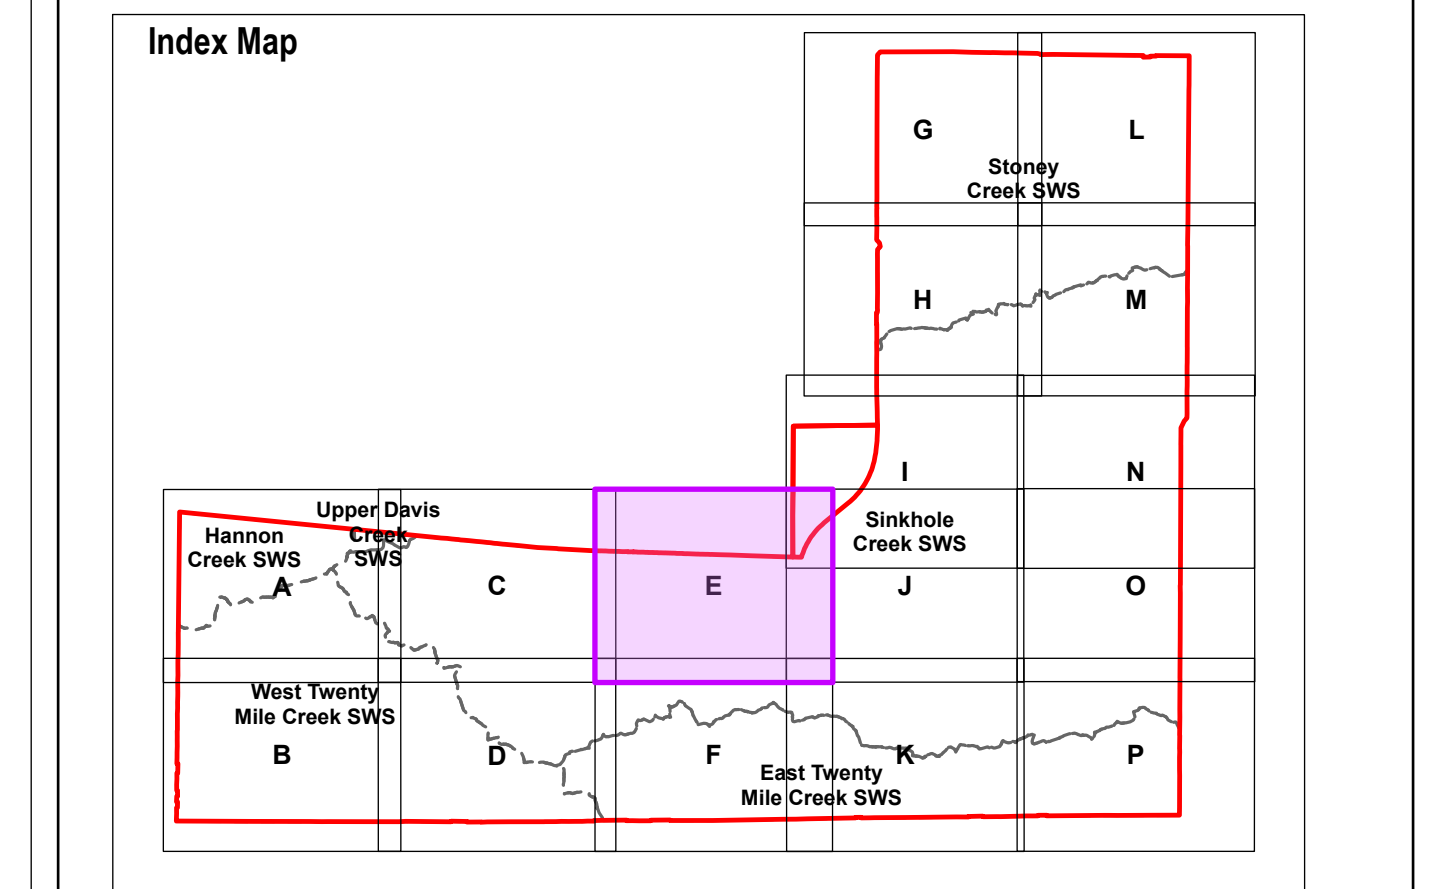 Index Map
G
L
Stoney
Creek SWS
H
M
I
N
Upper Davis
Creek
SWS
Hannon
Creek SWS
Sinkhole
Creek SWS
A
C
E
J
O
West Twenty
Mile Creek SWS
B
D
F
K
P
East Twenty
Mile Creek SWS